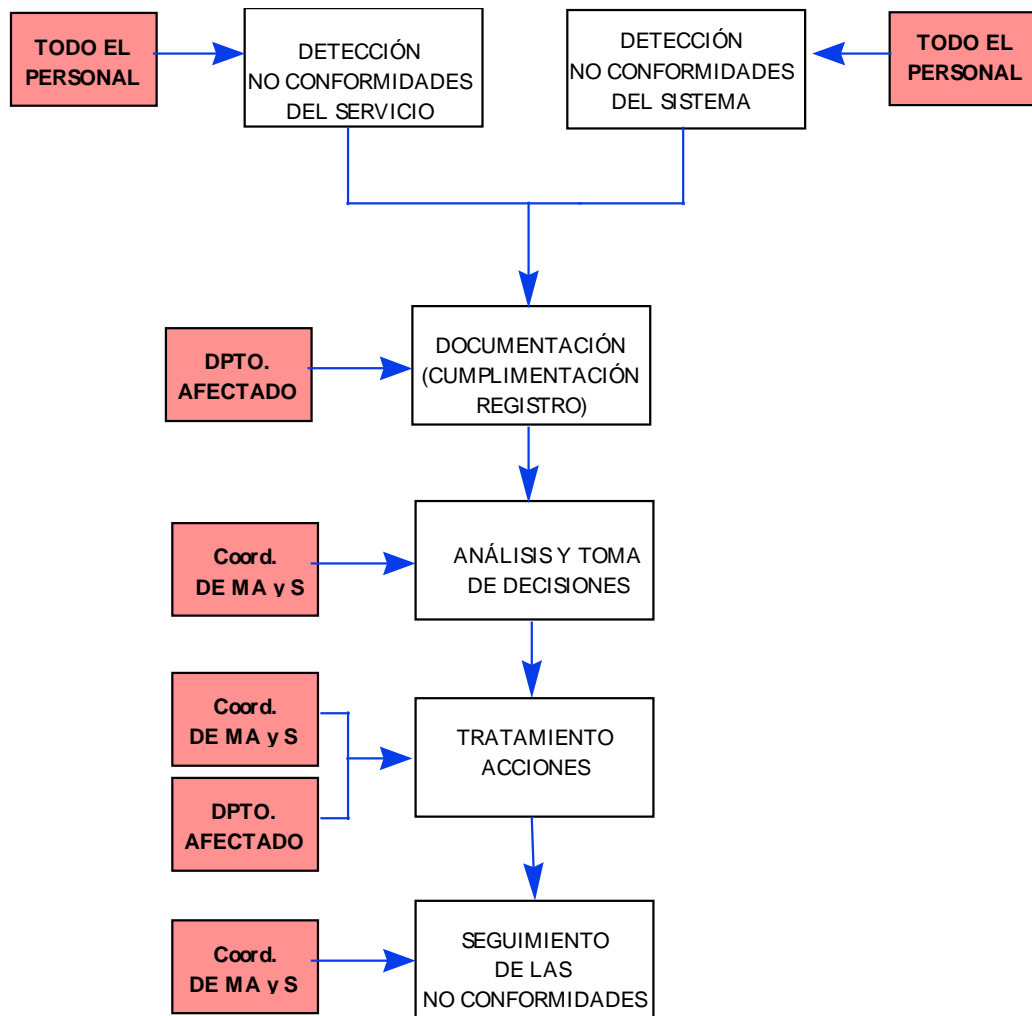 TODO EL
PERSONAL
DETECCIÓN
NO CONFORMIDADES
DEL SERVICIO
DETECCIÓN
NO CONFORMIDADES
DEL SISTEMA
TODO EL
PERSONAL
DPTO.
AFECTADO
DOCUMENTACIÓN
(CUMPLIMENTACIÓN
REGISTRO)
Coord.
DE MA y S
ANÁLISIS Y TOMA
DE DECISIONES
Coord.
DE MA y S
DPTO.
AFECTADO
TRATAMIENTO
ACCIONES
Coord.
DE MA y S
SEGUIMIENTO
DE LAS
NO CONFORMIDADES